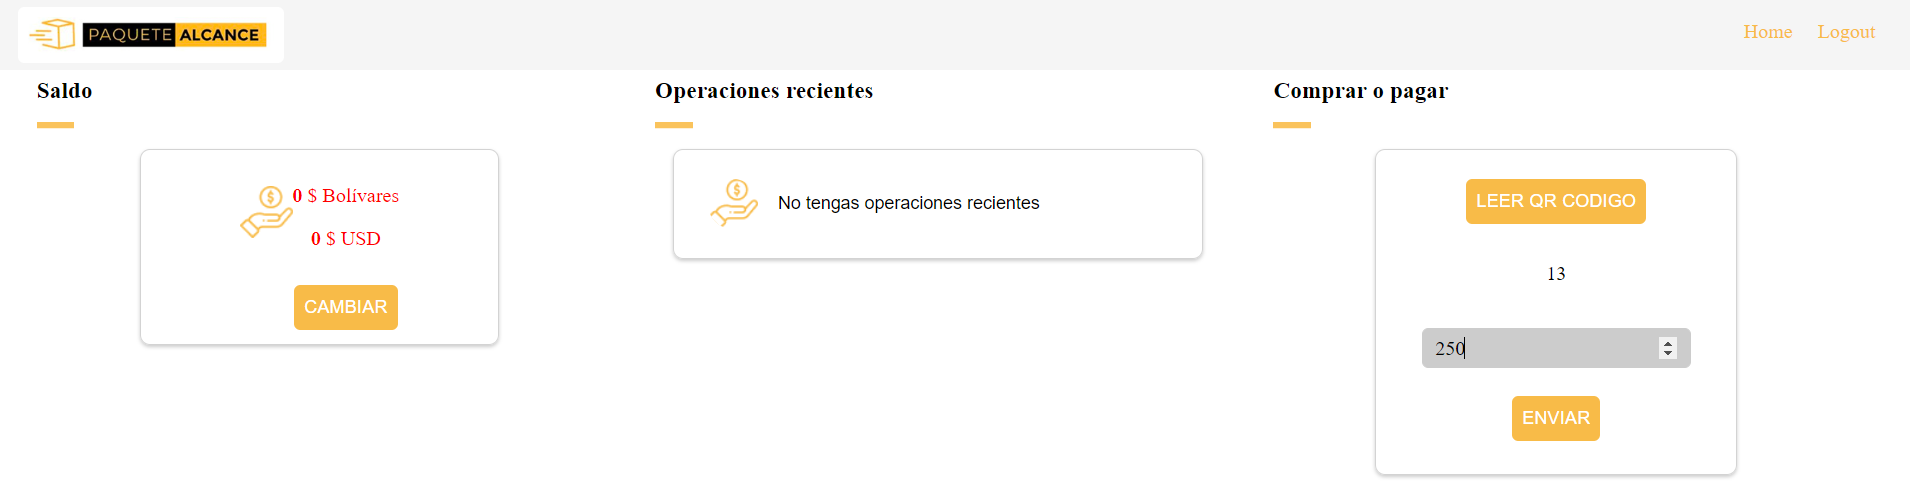 PAQUETE ALCANCE
Home Logout
Saldo
0 $ Bolívares
0 $ USD
CAMBIAR
Operaciones recientes
No tengas operaciones recientes
Comprar o pagar
LEER QR CODIGO
13
250
ENVIAR